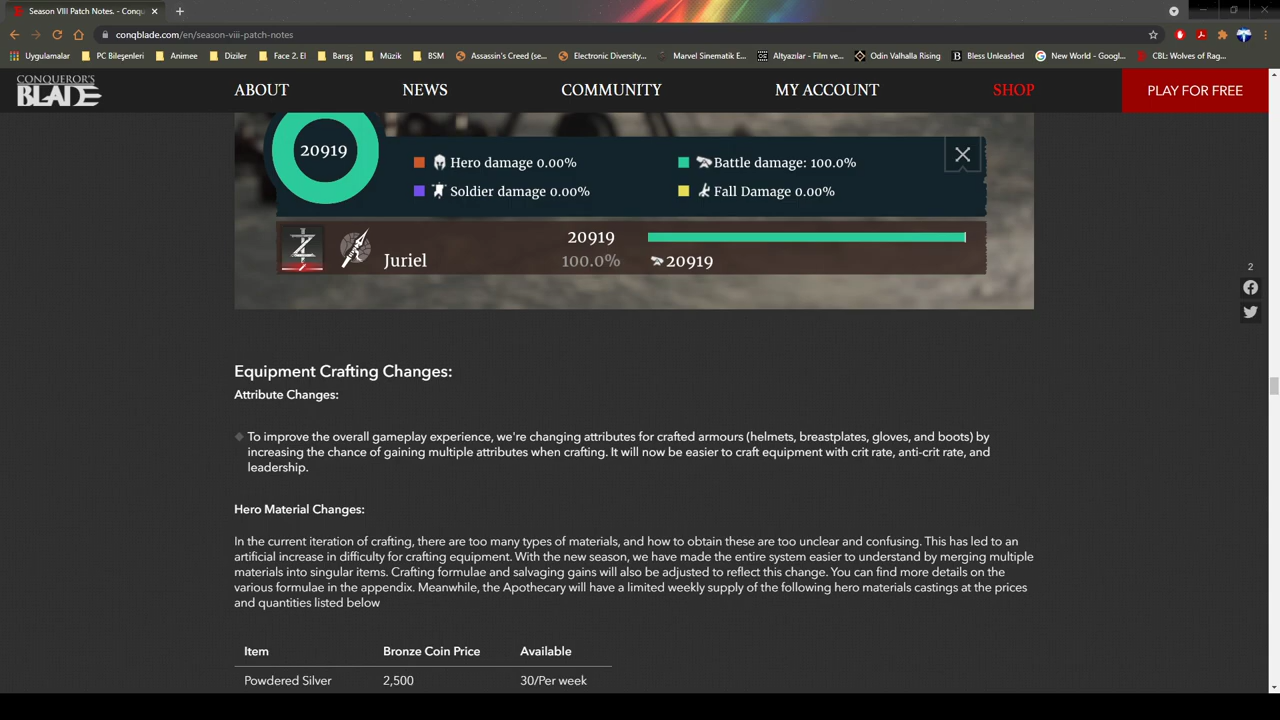 Season VIII Patch Notes. - Conqu
conqblade.com/en/season-viii-patch-notes
Uygulamalar PC Bileşenleri Animee Diziler Face 2. El Barışş Müzik BSM Assassin's Creed (se... Electronic Diversity... Marvel Sinematik E... Altyazılar - Film ve... Odin Valhalla Rising Bless Unleashed New World - Googl... CBL: Wolves of Rag...
CONQUEROR'S
BLADE
ABOUT NEWS COMMUNITY MY ACCOUNT SHOP PLAY FOR FREE
20919
Hero damage 0.00% Battle damage: 100.0%
Soldier damage 0.00% Fall Damage 0.00%
20919
Juriel 100.0% 20919
2
Equipment Crafting Changes:
Attribute Changes:
To improve the overall gameplay experience, we're changing attributes for crafted armours (helmets, breastplates, gloves, and boots) by
increasing the chance of gaining multiple attributes when crafting. It will now be easier to craft equipment with crit rate, anti-crit rate, and
leadership.
Hero Material Changes:
In the current iteration of crafting, there are too many types of materials, and how to obtain these are too unclear and confusing. This has led to an
artificial increase in difficulty for crafting equipment. With the new season, we have made the entire system easier to understand by merging multiple
materials into singular items. Crafting formulae and salvaging gains will also be adjusted to reflect this change. You can find more details on the
various formulae in the appendix. Meanwhile, the Apothecary will have a limited weekly supply of the following hero materials castings at the prices
and quantities listed below
Item Bronze Coin Price Available
Powdered Silver 2,500 30/Per week